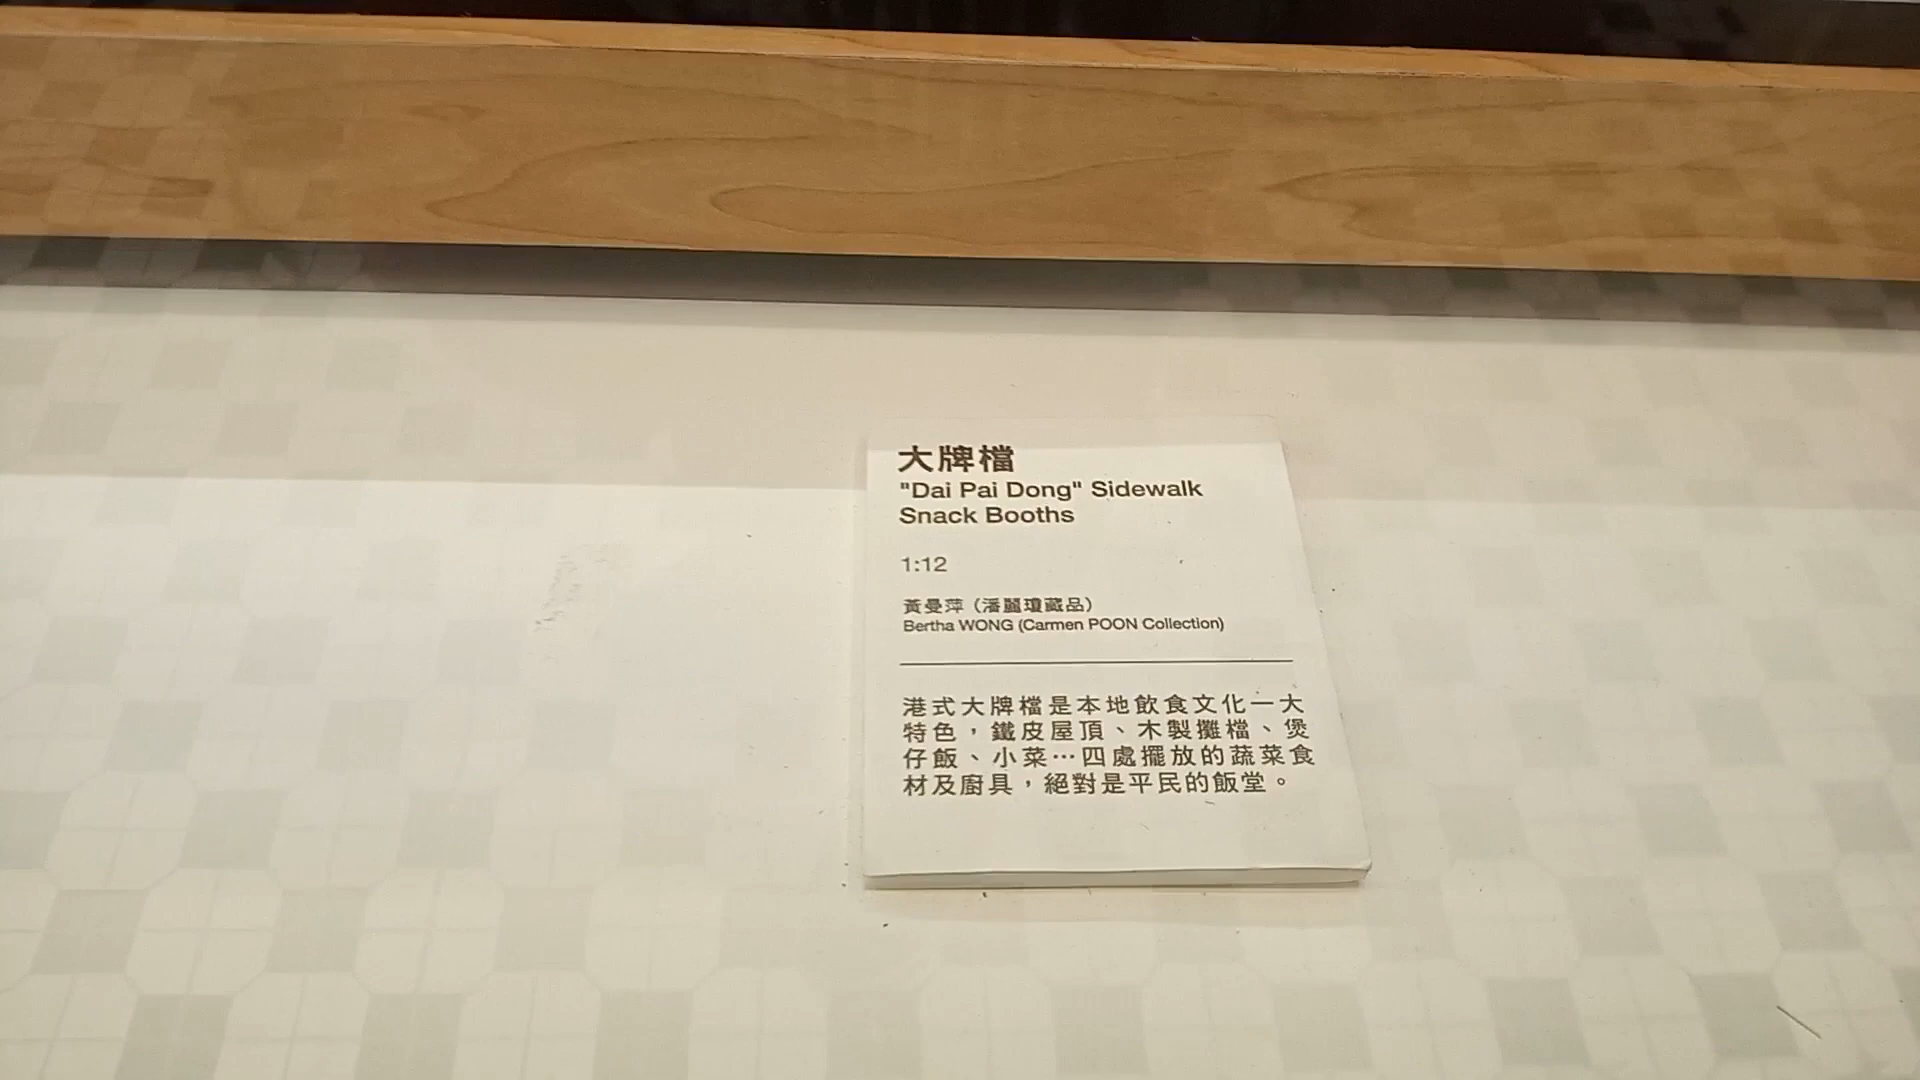 大牌檔
"Dai Pai Dong" Sidewalk
Snack Booths
1:12
黃曼萍（潘麗瓊藏品）
Bertha WONG (Carmen POON Collection)
港式大牌檔是本地飲食文化一大
特色，鐵皮屋頂、木製攤檔、煲
仔飯、小菜…四處擺放的蔬菜食
材及廚具，絕對是平民的飯堂。